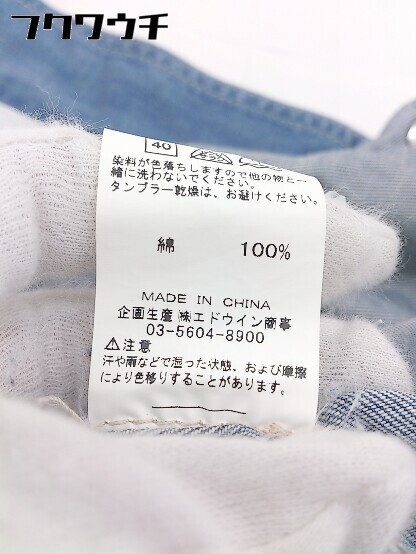 フクワウチ
40
染料が色落ちしますので他の物と一
緒に洗わないでください。
タンブラー乾燥は、お避けください。
綿 100%
MADE IN CHINA
企画生産 ㈱エドウイン商事
03-5604-8900
⚠注意
汗や雨などで湿った状態、および摩擦
により色移りすることがあります。